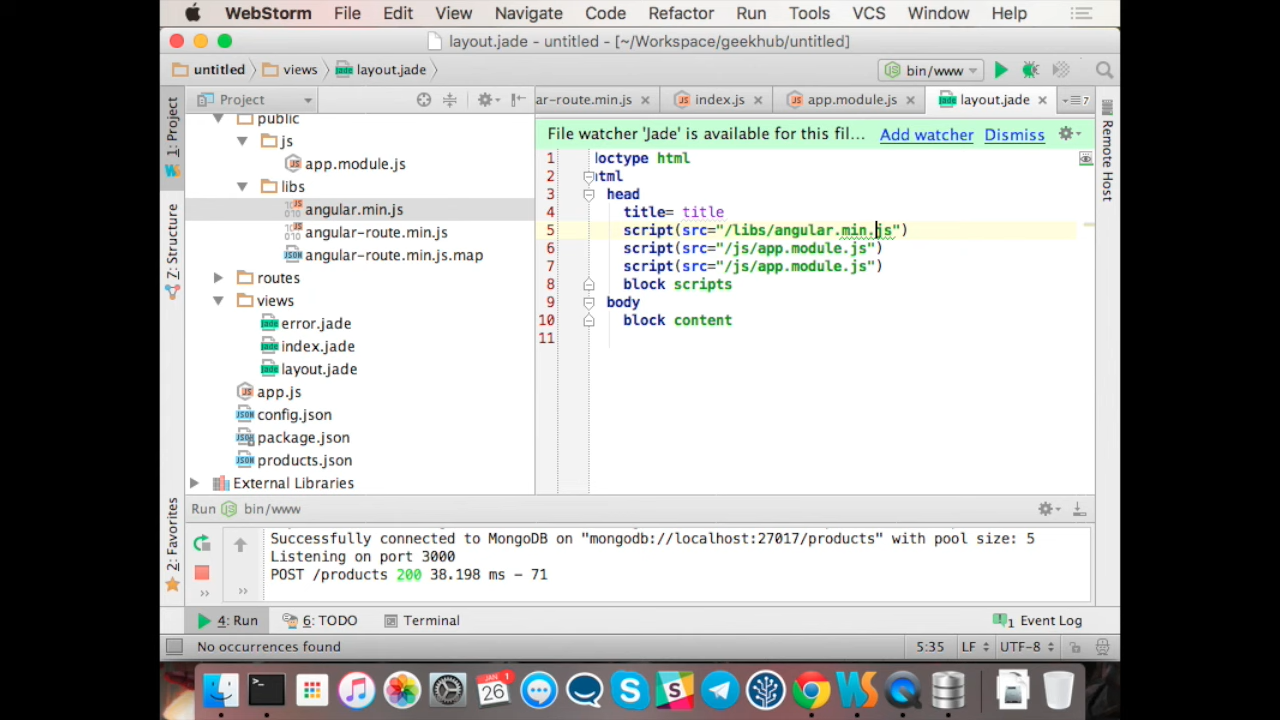 WebStorm File Edit View Navigate Code Refactor Run Tools VCS Window Help
layout.jade - untitled - [~/Workspace/geekhub/untitled]
untitled views layout.jade bin/www
1: Project
Z: Structure
2: Favorites
Project
public
js
app.module.js
libs
angular.min.js
angular-route.min.js
angular-route.min.js.map
routes
views
error.jade
index.jade
layout.jade
app.js
config.json
package.json
products.json
External Libraries
ar-route.min.js index.js app.module.js layout.jade 7
File watcher 'Jade' is available for this fil... Add watcher Dismiss
1 octype html
2 html
3 head
4 title= title
5 script(src="/libs/angular.min.js")
6 script(src="/js/app.module.js")
7 script(src="/js/app.module.js")
8 block scripts
9 body
10 block content
11
Remote Host
Run bin/www
Successfully connected to MongoDB on "mongodb://localhost:27017/products" with pool size: 5
Listening on port 3000
POST /products 200 38.198 ms - 71
4: Run 6: TODO Terminal 1 Event Log
No occurrences found 5:35 LF UTF-8
JAN 26 1